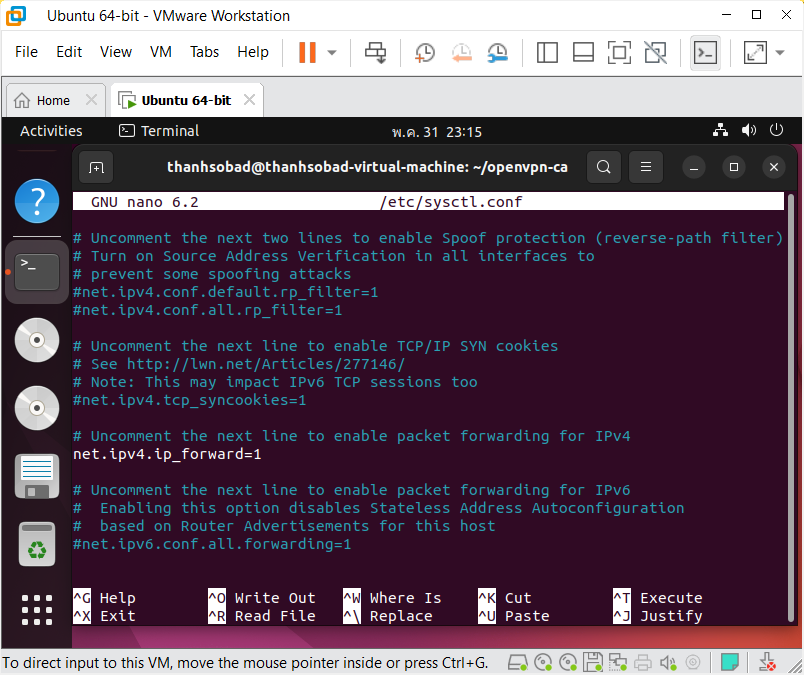 Ubuntu 64-bit - VMware Workstation
File Edit View VM Tabs Help
Home Ubuntu 64-bit
Activities Terminal พ.ค. 31 23:15
thanhsobad@thanhsobad-virtual-machine: ~/openvpn-ca
GNU nano 6.2 /etc/sysctl.conf
# Uncomment the next two lines to enable Spoof protection (reverse-path filter)
# Turn on Source Address Verification in all interfaces to
# prevent some spoofing attacks
#net.ipv4.conf.default.rp_filter=1
#net.ipv4.conf.all.rp_filter=1
# Uncomment the next line to enable TCP/IP SYN cookies
# See http://lwn.net/Articles/277146/
# Note: This may impact IPv6 TCP sessions too
#net.ipv4.tcp_syncookies=1
# Uncomment the next line to enable packet forwarding for IPv4
net.ipv4.ip_forward=1
# Uncomment the next line to enable packet forwarding for IPv6
#  Enabling this option disables Stateless Address Autoconfiguration
#  based on Router Advertisements for this host
#net.ipv6.conf.all.forwarding=1
^G Help ^O Write Out ^W Where Is ^K Cut ^T Execute
^X Exit ^R Read File ^\ Replace ^U Paste ^J Justify
To direct input to this VM, move the mouse pointer inside or press Ctrl+G.